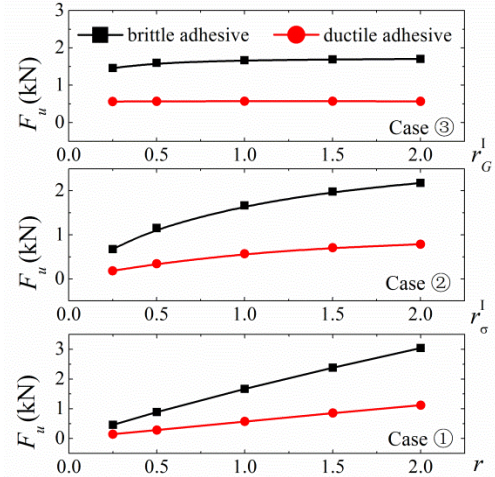 3
brittle adhesive ductile adhesive
2
1
0
F_u (kN)
Case ③
0.0 0.5 1.0 1.5 2.0 r_G^I
2
1
0
F_u (kN)
Case ②
0.0 0.5 1.0 1.5 2.0 r_σ^I
3
2
1
0
F_u (kN)
Case ①
0.0 0.5 1.0 1.5 2.0 r